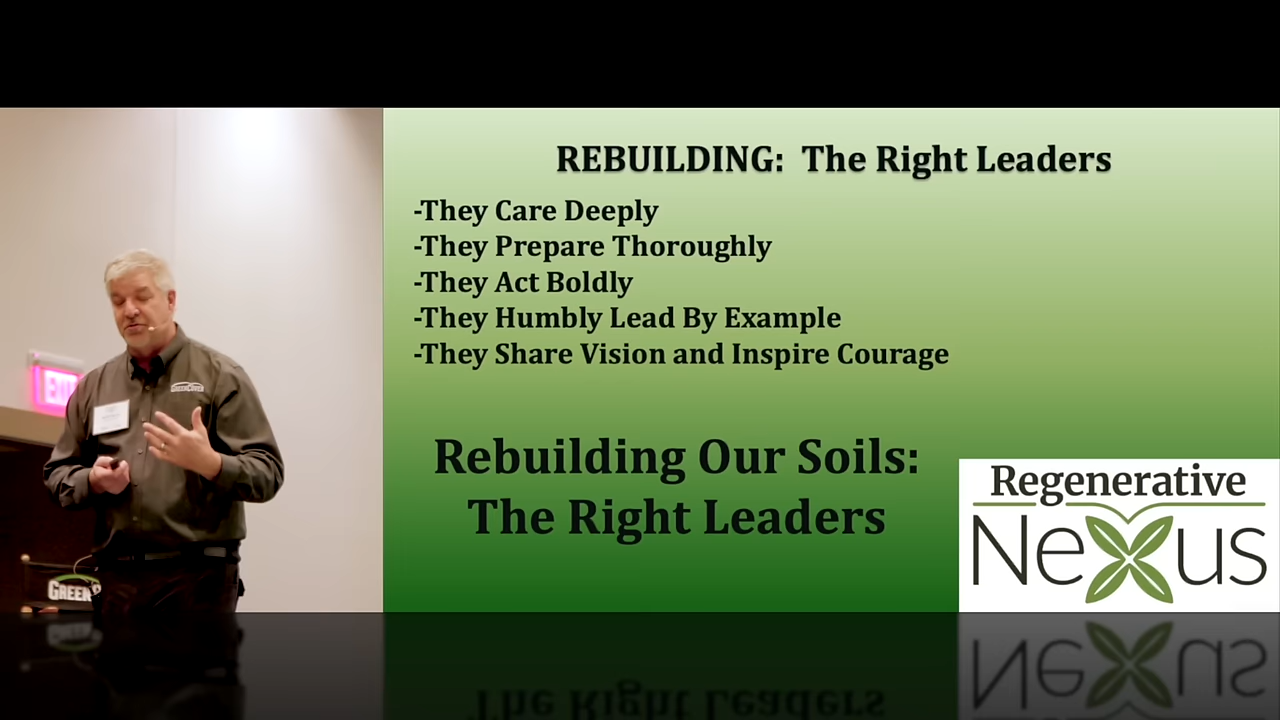 REBUILDING: The Right Leaders
-They Care Deeply
-They Prepare Thoroughly
-They Act Boldly
-They Humbly Lead By Example
-They Share Vision and Inspire Courage
Rebuilding Our Soils:
The Right Leaders
Regenerative
Nexus
GREENCOVER